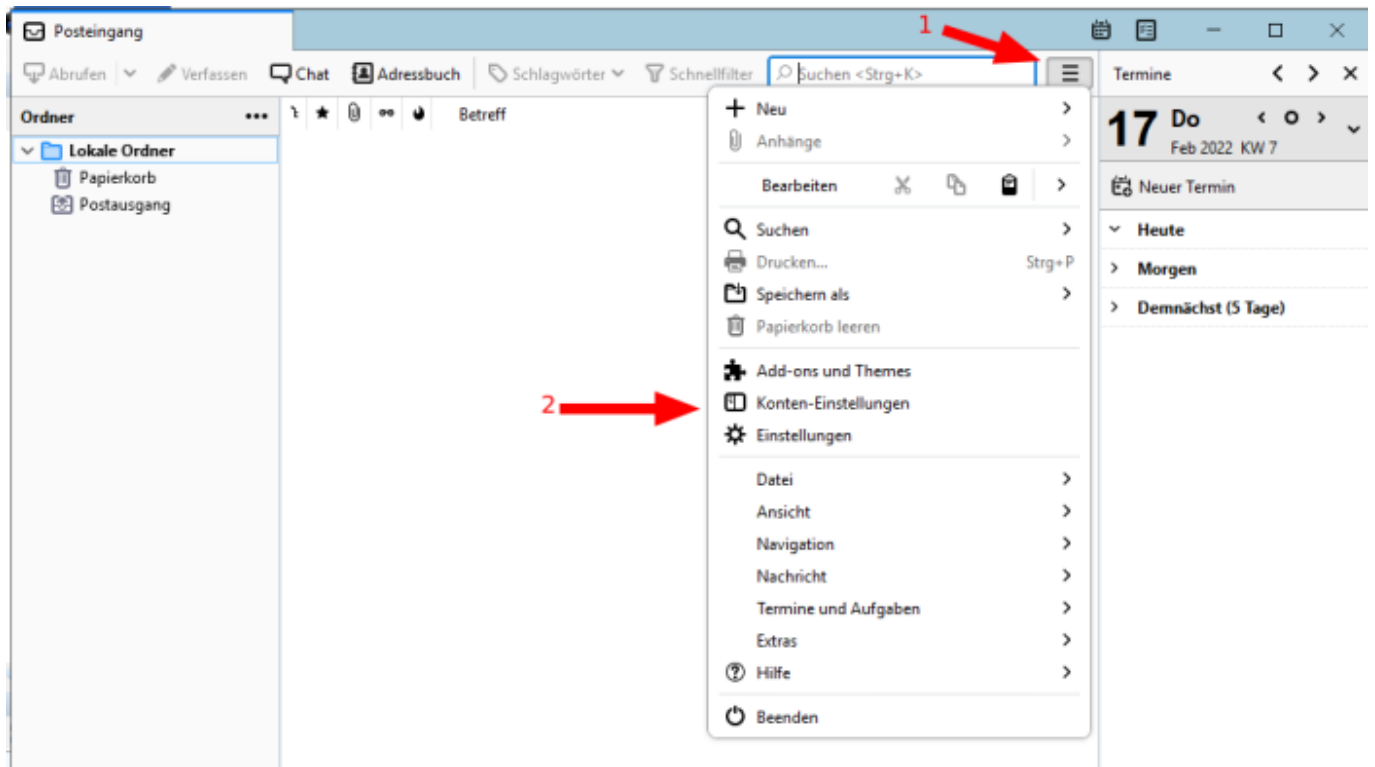 Posteingang
1
Abrufen Verfassen Chat Adressbuch Schlagwörter Schnellfilter Suchen <Strg+K>
Termine
Ordner
Betreff
Lokale Ordner
Papierkorb
Postausgang
Neu
Anhänge
Bearbeiten
Suchen
Drucken... Strg+P
Speichern als
Papierkorb leeren
Add-ons und Themes
2
Konten-Einstellungen
Einstellungen
Datei
Ansicht
Navigation
Nachricht
Termine und Aufgaben
Extras
Hilfe
Beenden
17 Do
Feb 2022 KW 7
Neuer Termin
Heute
Morgen
Demnächst (5 Tage)